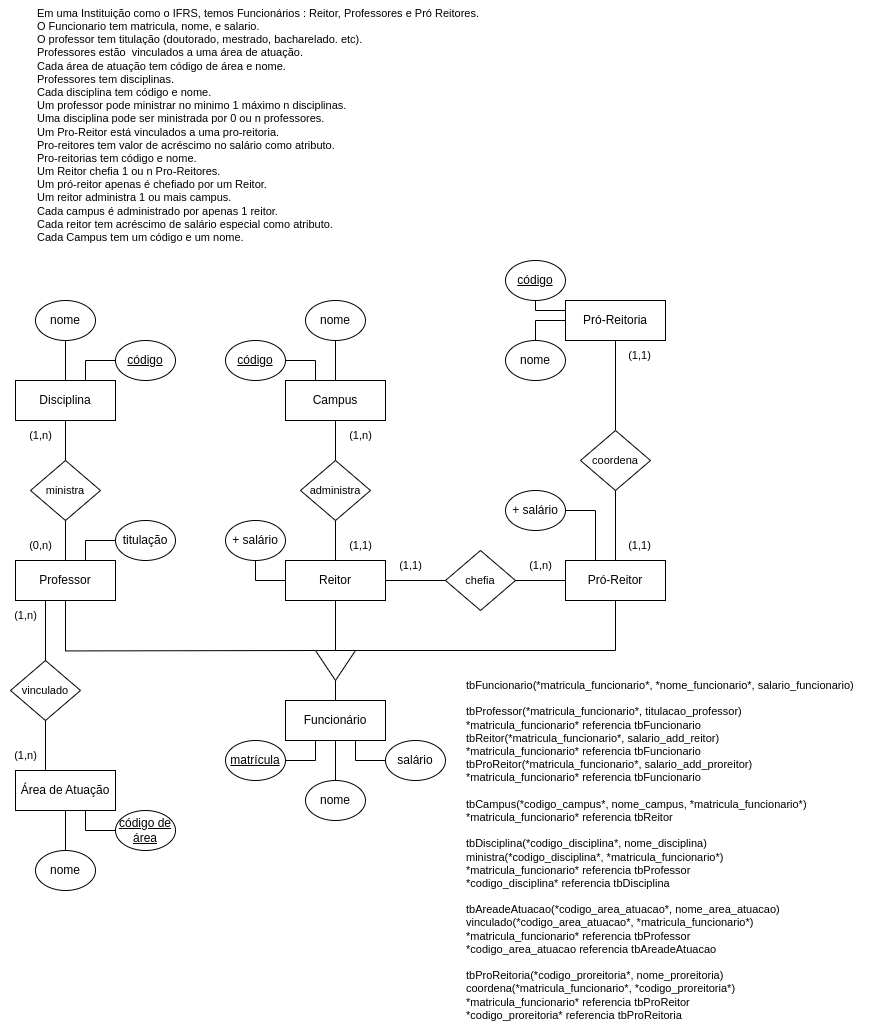 Em uma Instituição como o IFRS, temos Funcionários : Reitor, Professores e Pró Reitores.
O Funcionario tem matricula, nome, e salario.
O professor tem titulação (doutorado, mestrado, bacharelado. etc).
Professores estão  vinculados a uma área de atuação.
Cada área de atuação tem código de área e nome.
Professores tem disciplinas.
Cada disciplina tem código e nome.
Um professor pode ministrar no minimo 1 máximo n disciplinas.
Uma disciplina pode ser ministrada por 0 ou n professores.
Um Pro-Reitor está vinculados a uma pro-reitoria.
Pro-reitores tem valor de acréscimo no salário como atributo.
Pro-reitorias tem código e nome.
Um Reitor chefia 1 ou n Pro-Reitores.
Um pró-reitor apenas é chefiado por um Reitor.
Um reitor administra 1 ou mais campus.
Cada campus é administrado por apenas 1 reitor.
Cada reitor tem acréscimo de salário especial como atributo.
Cada Campus tem um código e um nome.
código
nome
nome
Pró-Reitoria
(1,1)
nome
código
código
Disciplina
Campus
(1,n)
(1,n)
coordena
ministra
administra
+ salário
titulação
+ salário
(0,n)
(1,1)
(1,1)
(1,1)
(1,n)
Professor
Reitor
chefia
Pró-Reitor
(1,n)
vinculado
Funcionário
(1,n)
matrícula
salário
Área de Atuação
nome
código de
área
nome
tbFuncionario(*matricula_funcionario*, *nome_funcionario*, salario_funcionario)
tbProfessor(*matricula_funcionario*, titulacao_professor)
*matricula_funcionario* referencia tbFuncionario
tbReitor(*matricula_funcionario*, salario_add_reitor)
*matricula_funcionario* referencia tbFuncionario
tbProReitor(*matricula_funcionario*, salario_add_proreitor)
*matricula_funcionario* referencia tbFuncionario
tbCampus(*codigo_campus*, nome_campus, *matricula_funcionario*)
*matricula_funcionario* referencia tbReitor
tbDisciplina(*codigo_disciplina*, nome_disciplina)
ministra(*codigo_disciplina*, *matricula_funcionario*)
*matricula_funcionario* referencia tbProfessor
*codigo_disciplina* referencia tbDisciplina
tbAreadeAtuacao(*codigo_area_atuacao*, nome_area_atuacao)
vinculado(*codigo_area_atuacao*, *matricula_funcionario*)
*matricula_funcionario* referencia tbProfessor
*codigo_area_atuacao referencia tbAreadeAtuacao
tbProReitoria(*codigo_proreitoria*, nome_proreitoria)
coordena(*matricula_funcionario*, *codigo_proreitoria*)
*matricula_funcionario* referencia tbProReitor
*codigo_proreitoria* referencia tbProReitoria